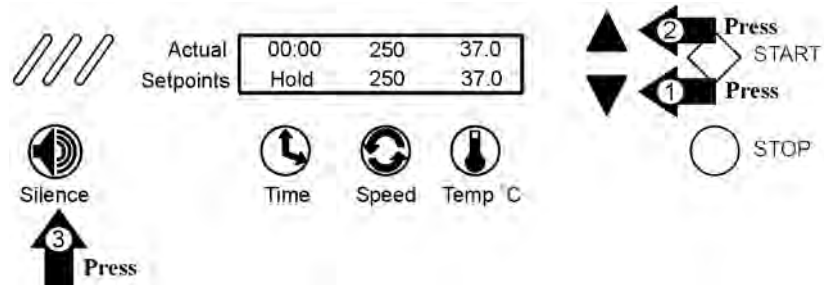 Actual 00:00 250 37.0
Setpoints Hold 250 37.0
2 Press
START
1 Press
STOP
Silence Time Speed Temp °C
3
Press